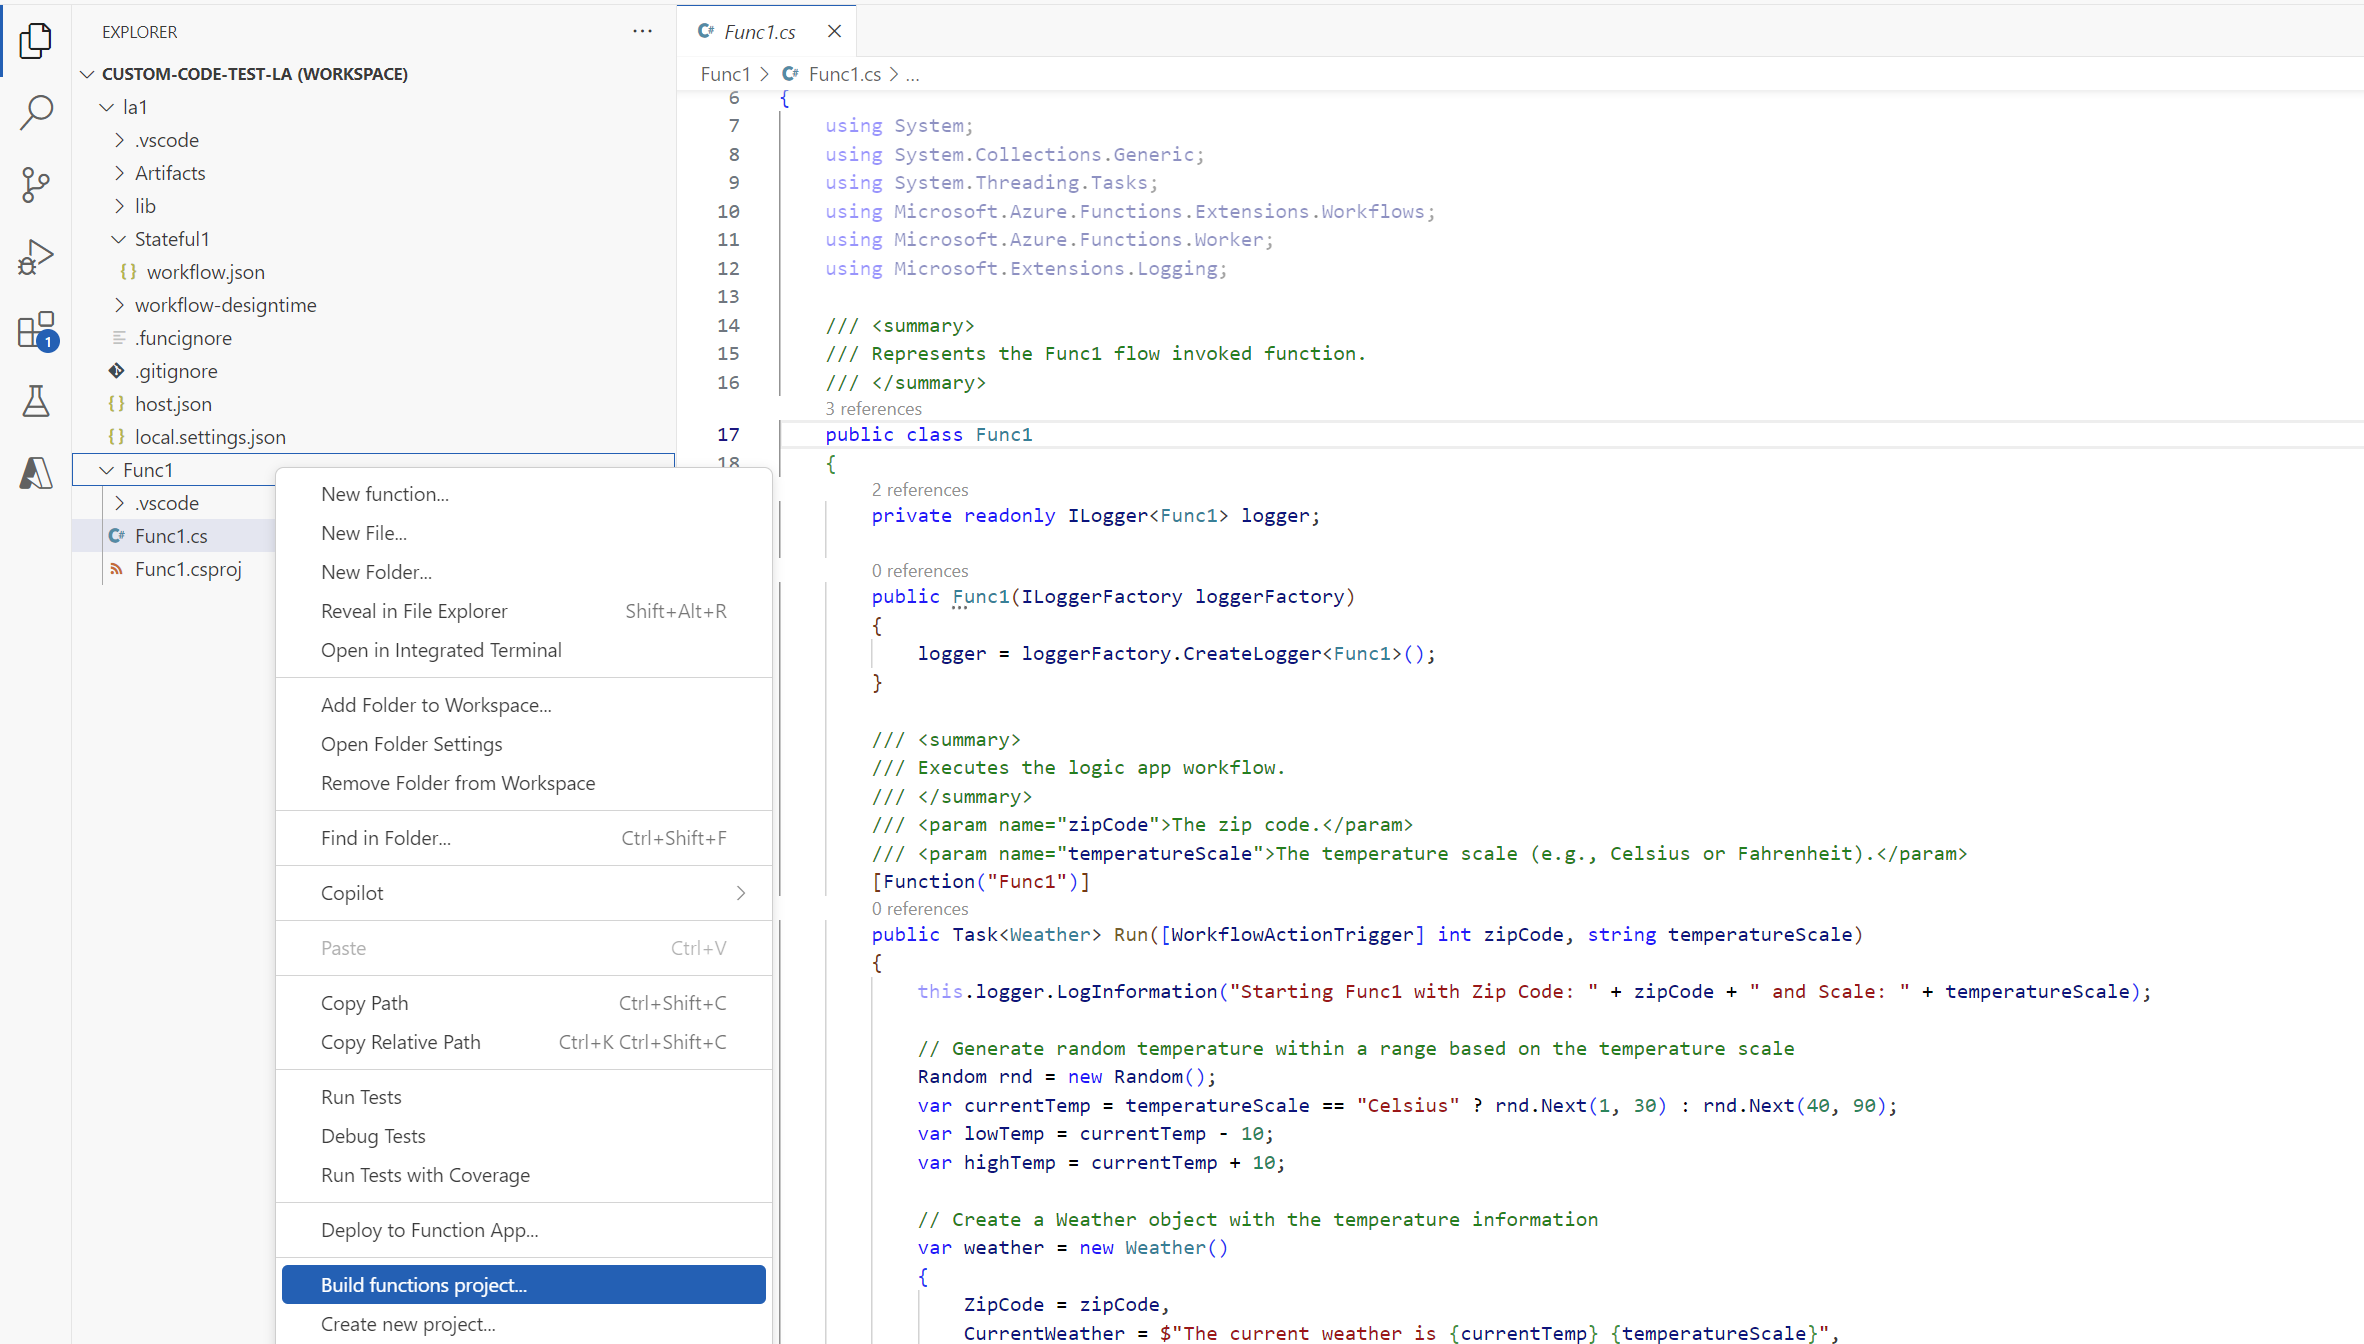 EXPLORER
CUSTOM-CODE-TEST-LA (WORKSPACE)
la1
.vscode
Artifacts
lib
Stateful1
{} workflow.json
workflow-designtime
.funcignore
.gitignore
{} host.json
{} local.settings.json
1
Func1
.vscode
C# Func1.cs
Func1.csproj
New function...
New File...
New Folder...
Reveal in File Explorer Shift+Alt+R
Open in Integrated Terminal
Add Folder to Workspace...
Open Folder Settings
Remove Folder from Workspace
Find in Folder... Ctrl+Shift+F
Copilot
Paste Ctrl+V
Copy Path Ctrl+Shift+C
Copy Relative Path Ctrl+K Ctrl+Shift+C
Run Tests
Debug Tests
Run Tests with Coverage
Deploy to Function App...
Build functions project...
Create new project...
C# Func1.cs
Func1 > C# Func1.cs > ...
6 {
7 using System;
8 using System.Collections.Generic;
9 using System.Threading.Tasks;
10 using Microsoft.Azure.Functions.Extensions.Workflows;
11 using Microsoft.Azure.Functions.Worker;
12 using Microsoft.Extensions.Logging;
13
14 /// <summary>
15 /// Represents the Func1 flow invoked function.
16 /// </summary>
3 references
17 public class Func1
18 {
2 references
private readonly ILogger<Func1> logger;
0 references
public Func1(ILoggerFactory loggerFactory)
{
logger = loggerFactory.CreateLogger<Func1>();
}
/// <summary>
/// Executes the logic app workflow.
/// </summary>
/// <param name="zipCode">The zip code.</param>
/// <param name="temperatureScale">The temperature scale (e.g., Celsius or Fahrenheit).</param>
[Function("Func1")]
0 references
public Task<Weather> Run([WorkflowActionTrigger] int zipCode, string temperatureScale)
{
this.logger.LogInformation("Starting Func1 with Zip Code: " + zipCode + " and Scale: " + temperatureScale);
// Generate random temperature within a range based on the temperature scale
Random rnd = new Random();
var currentTemp = temperatureScale == "Celsius" ? rnd.Next(1, 30) : rnd.Next(40, 90);
var lowTemp = currentTemp - 10;
var highTemp = currentTemp + 10;
// Create a Weather object with the temperature information
var weather = new Weather()
{
ZipCode = zipCode,
CurrentWeather = $"The current weather is {currentTemp} {temperatureScale}",